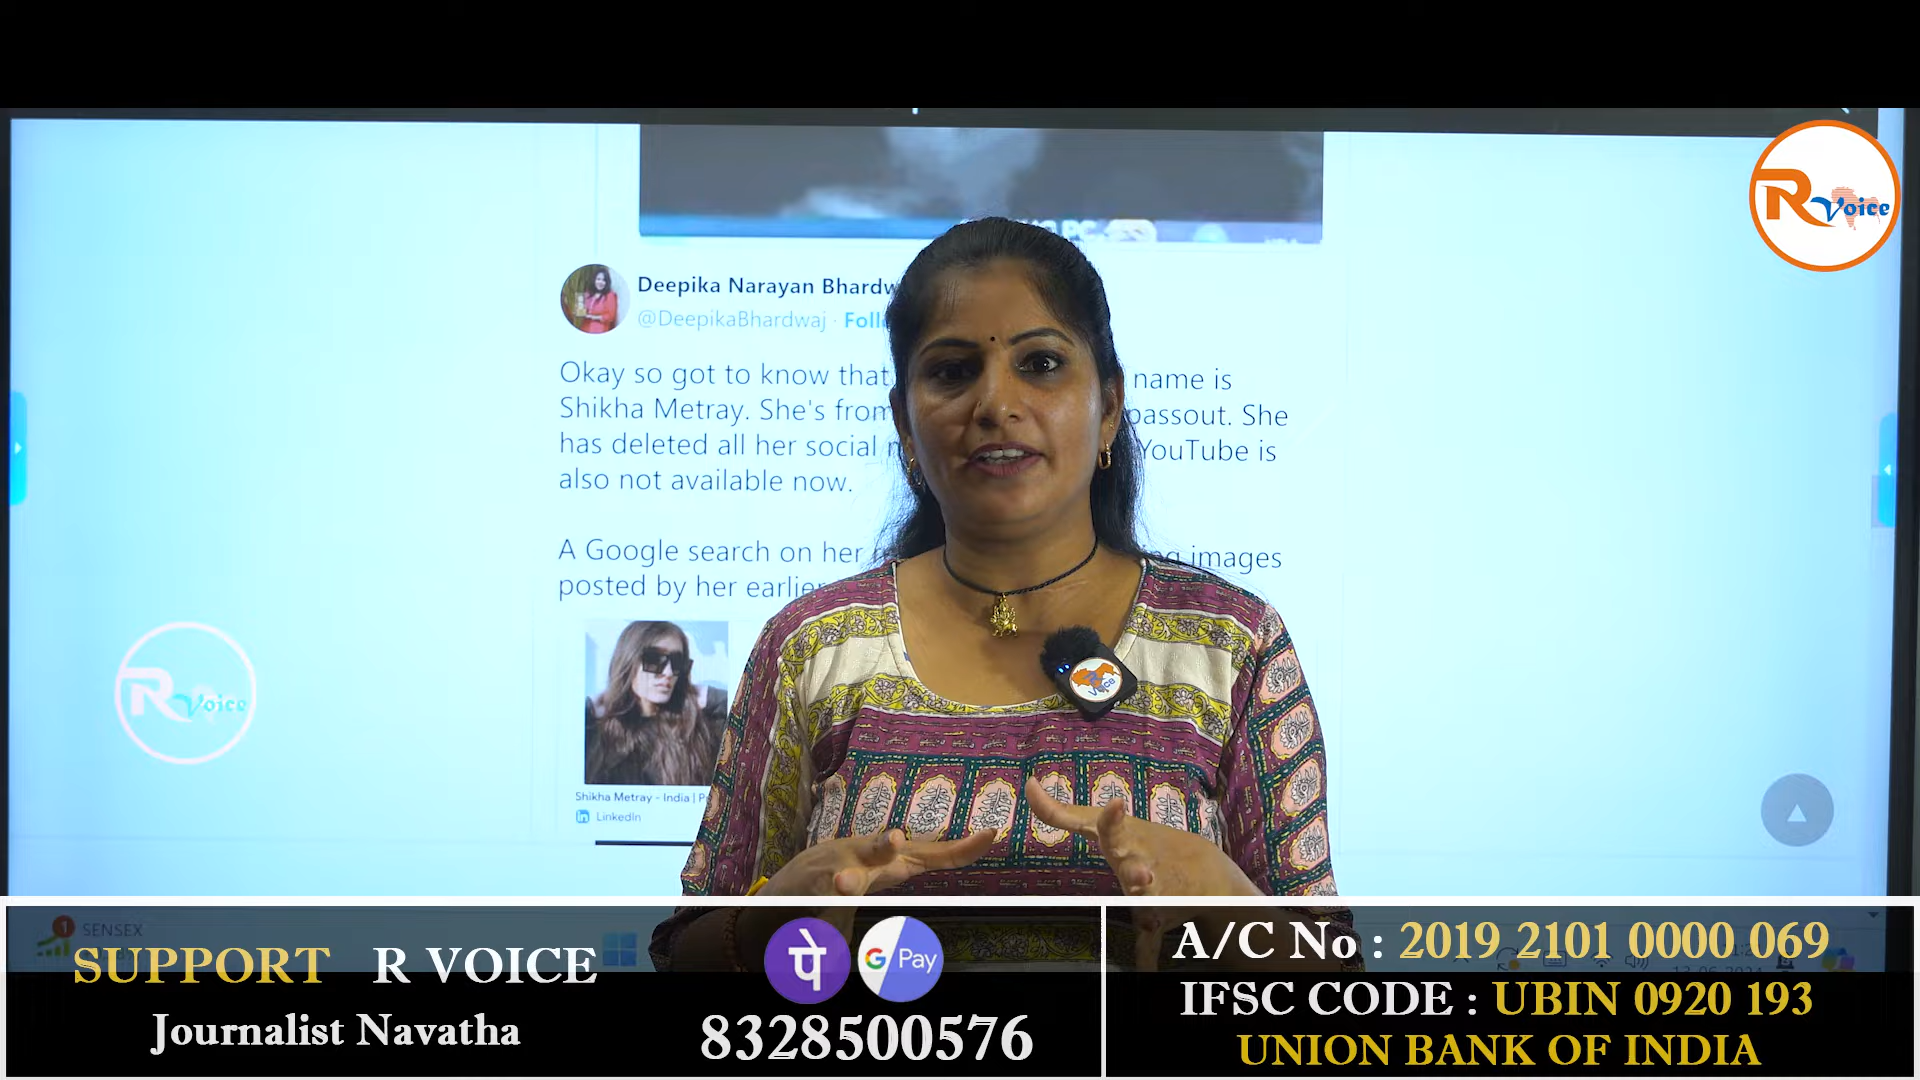 R Voice
Deepika Narayan Bhardw
@DeepikaBhardwaj · Foll
Okay so got to know that name is
Shikha Metray. She's from passout. She
has deleted all her social YouTube is
also not available now.
A Google search on her images
posted by her earlier
R Voice
Voice
Shikha Metray - India | P
LinkedIn
1
SENSEX
SUPPORT R VOICE
Journalist Navatha
पे
G Pay
8328500576
A/C No : 2019 2101 0000 069
IFSC CODE : UBIN 0920 193
UNION BANK OF INDIA